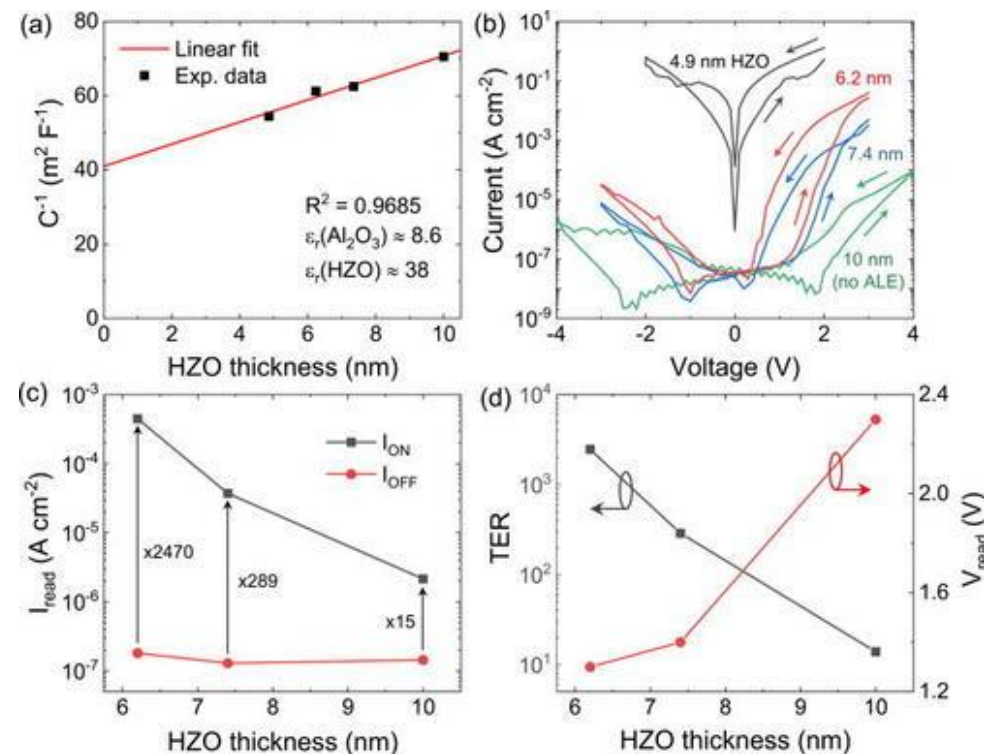 (a)
80
60
40
20
0
C⁻¹ (m² F⁻¹)
Linear fit
Exp. data
R² = 0.9685
εᵣ(Al₂O₃) ≈ 8.6
εᵣ(HZO) ≈ 38
0 2 4 6 8 10
HZO thickness (nm)
(b)
10¹
10⁻¹
10⁻³
10⁻⁵
10⁻⁷
10⁻⁹
Current (A cm⁻²)
4.9 nm HZO
6.2 nm
7.4 nm
10 nm
(no ALE)
-4 -2 0 2 4
Voltage (V)
(c)
10⁻³
10⁻⁴
10⁻⁵
10⁻⁶
10⁻⁷
I_read (A cm⁻²)
I_ON
I_OFF
x2470
x289
x15
6 7 8 9 10
HZO thickness (nm)
(d)
10⁴
10³
10²
10¹
TER
2.4
2.0
1.6
1.2
V_read (V)
6 7 8 9 10
HZO thickness (nm)